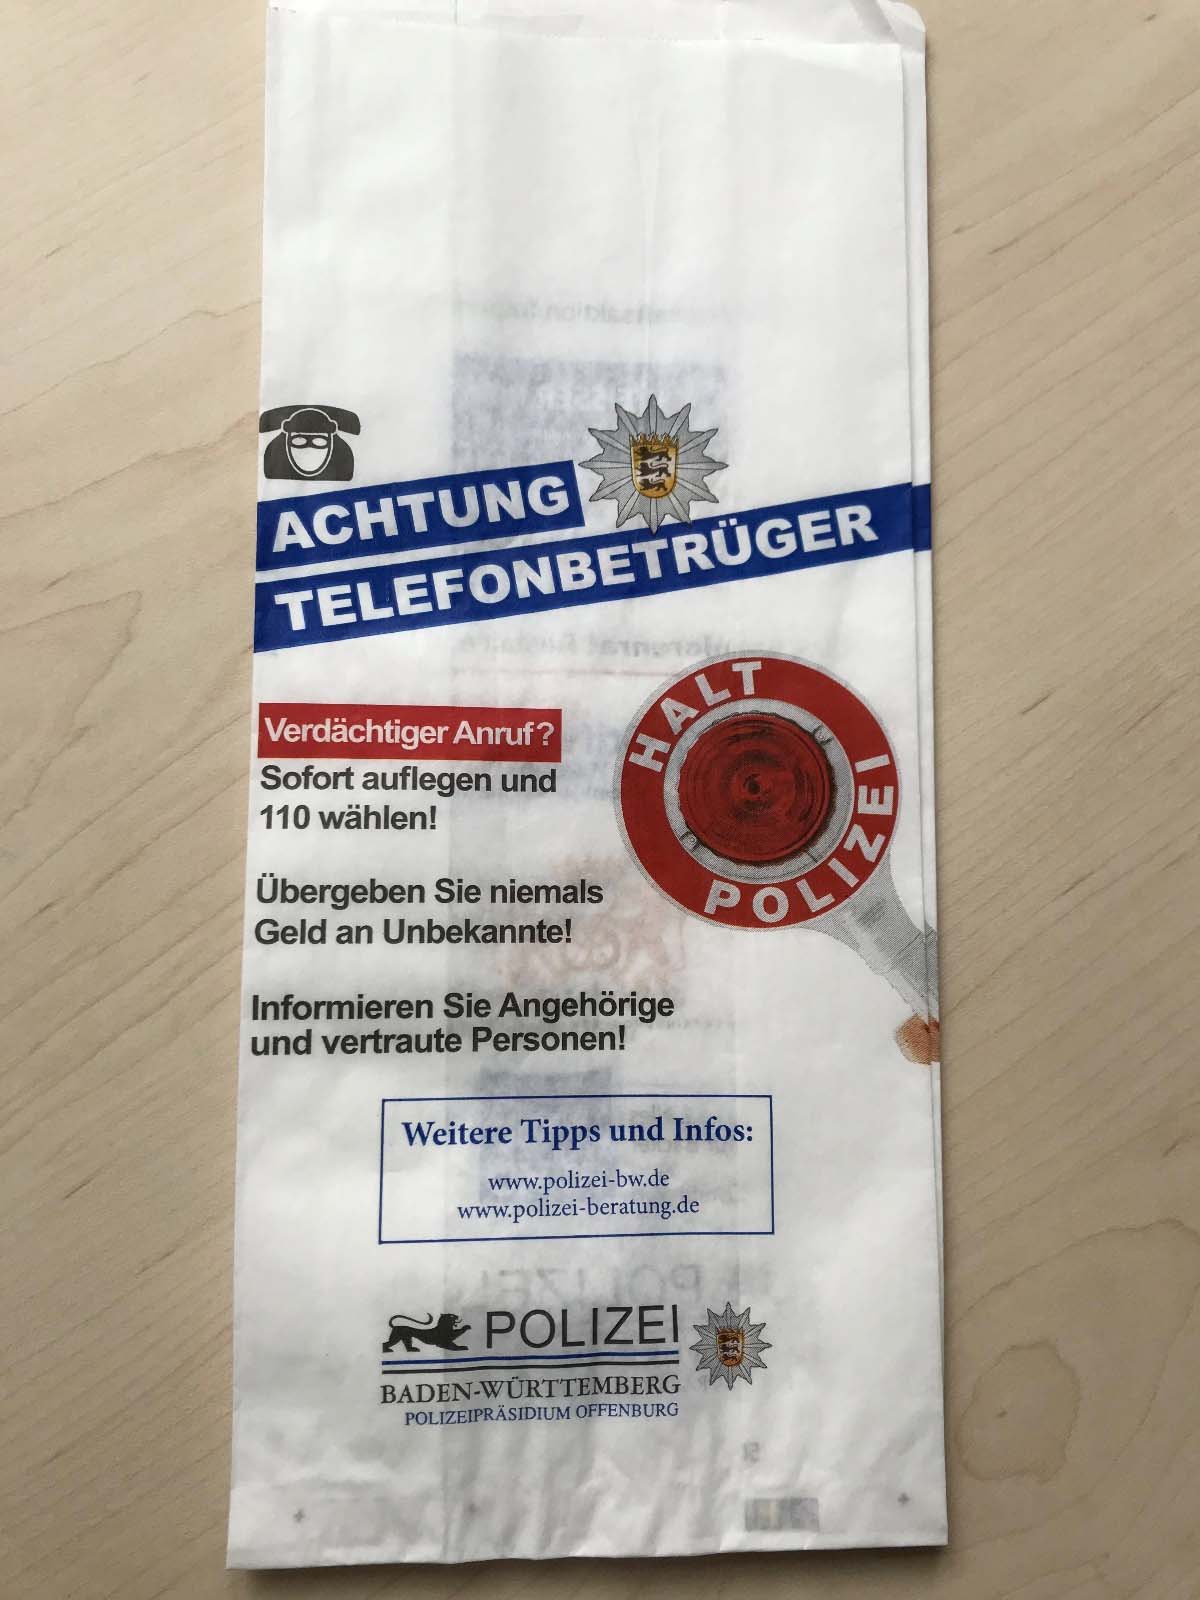 ACHTUNG
TELEFONBETRÜGER
HALT
POLIZEI
Verdächtiger Anruf?
Sofort auflegen und
110 wählen!
Übergeben Sie niemals
Geld an Unbekannte!
Informieren Sie Angehörige
und vertraute Personen!
Weitere Tipps und Infos:
www.polizei-bw.de
www.polizei-beratung.de
POLIZEI
BADEN-WÜRTTEMBERG
POLIZEIPRÄSIDIUM OFFENBURG